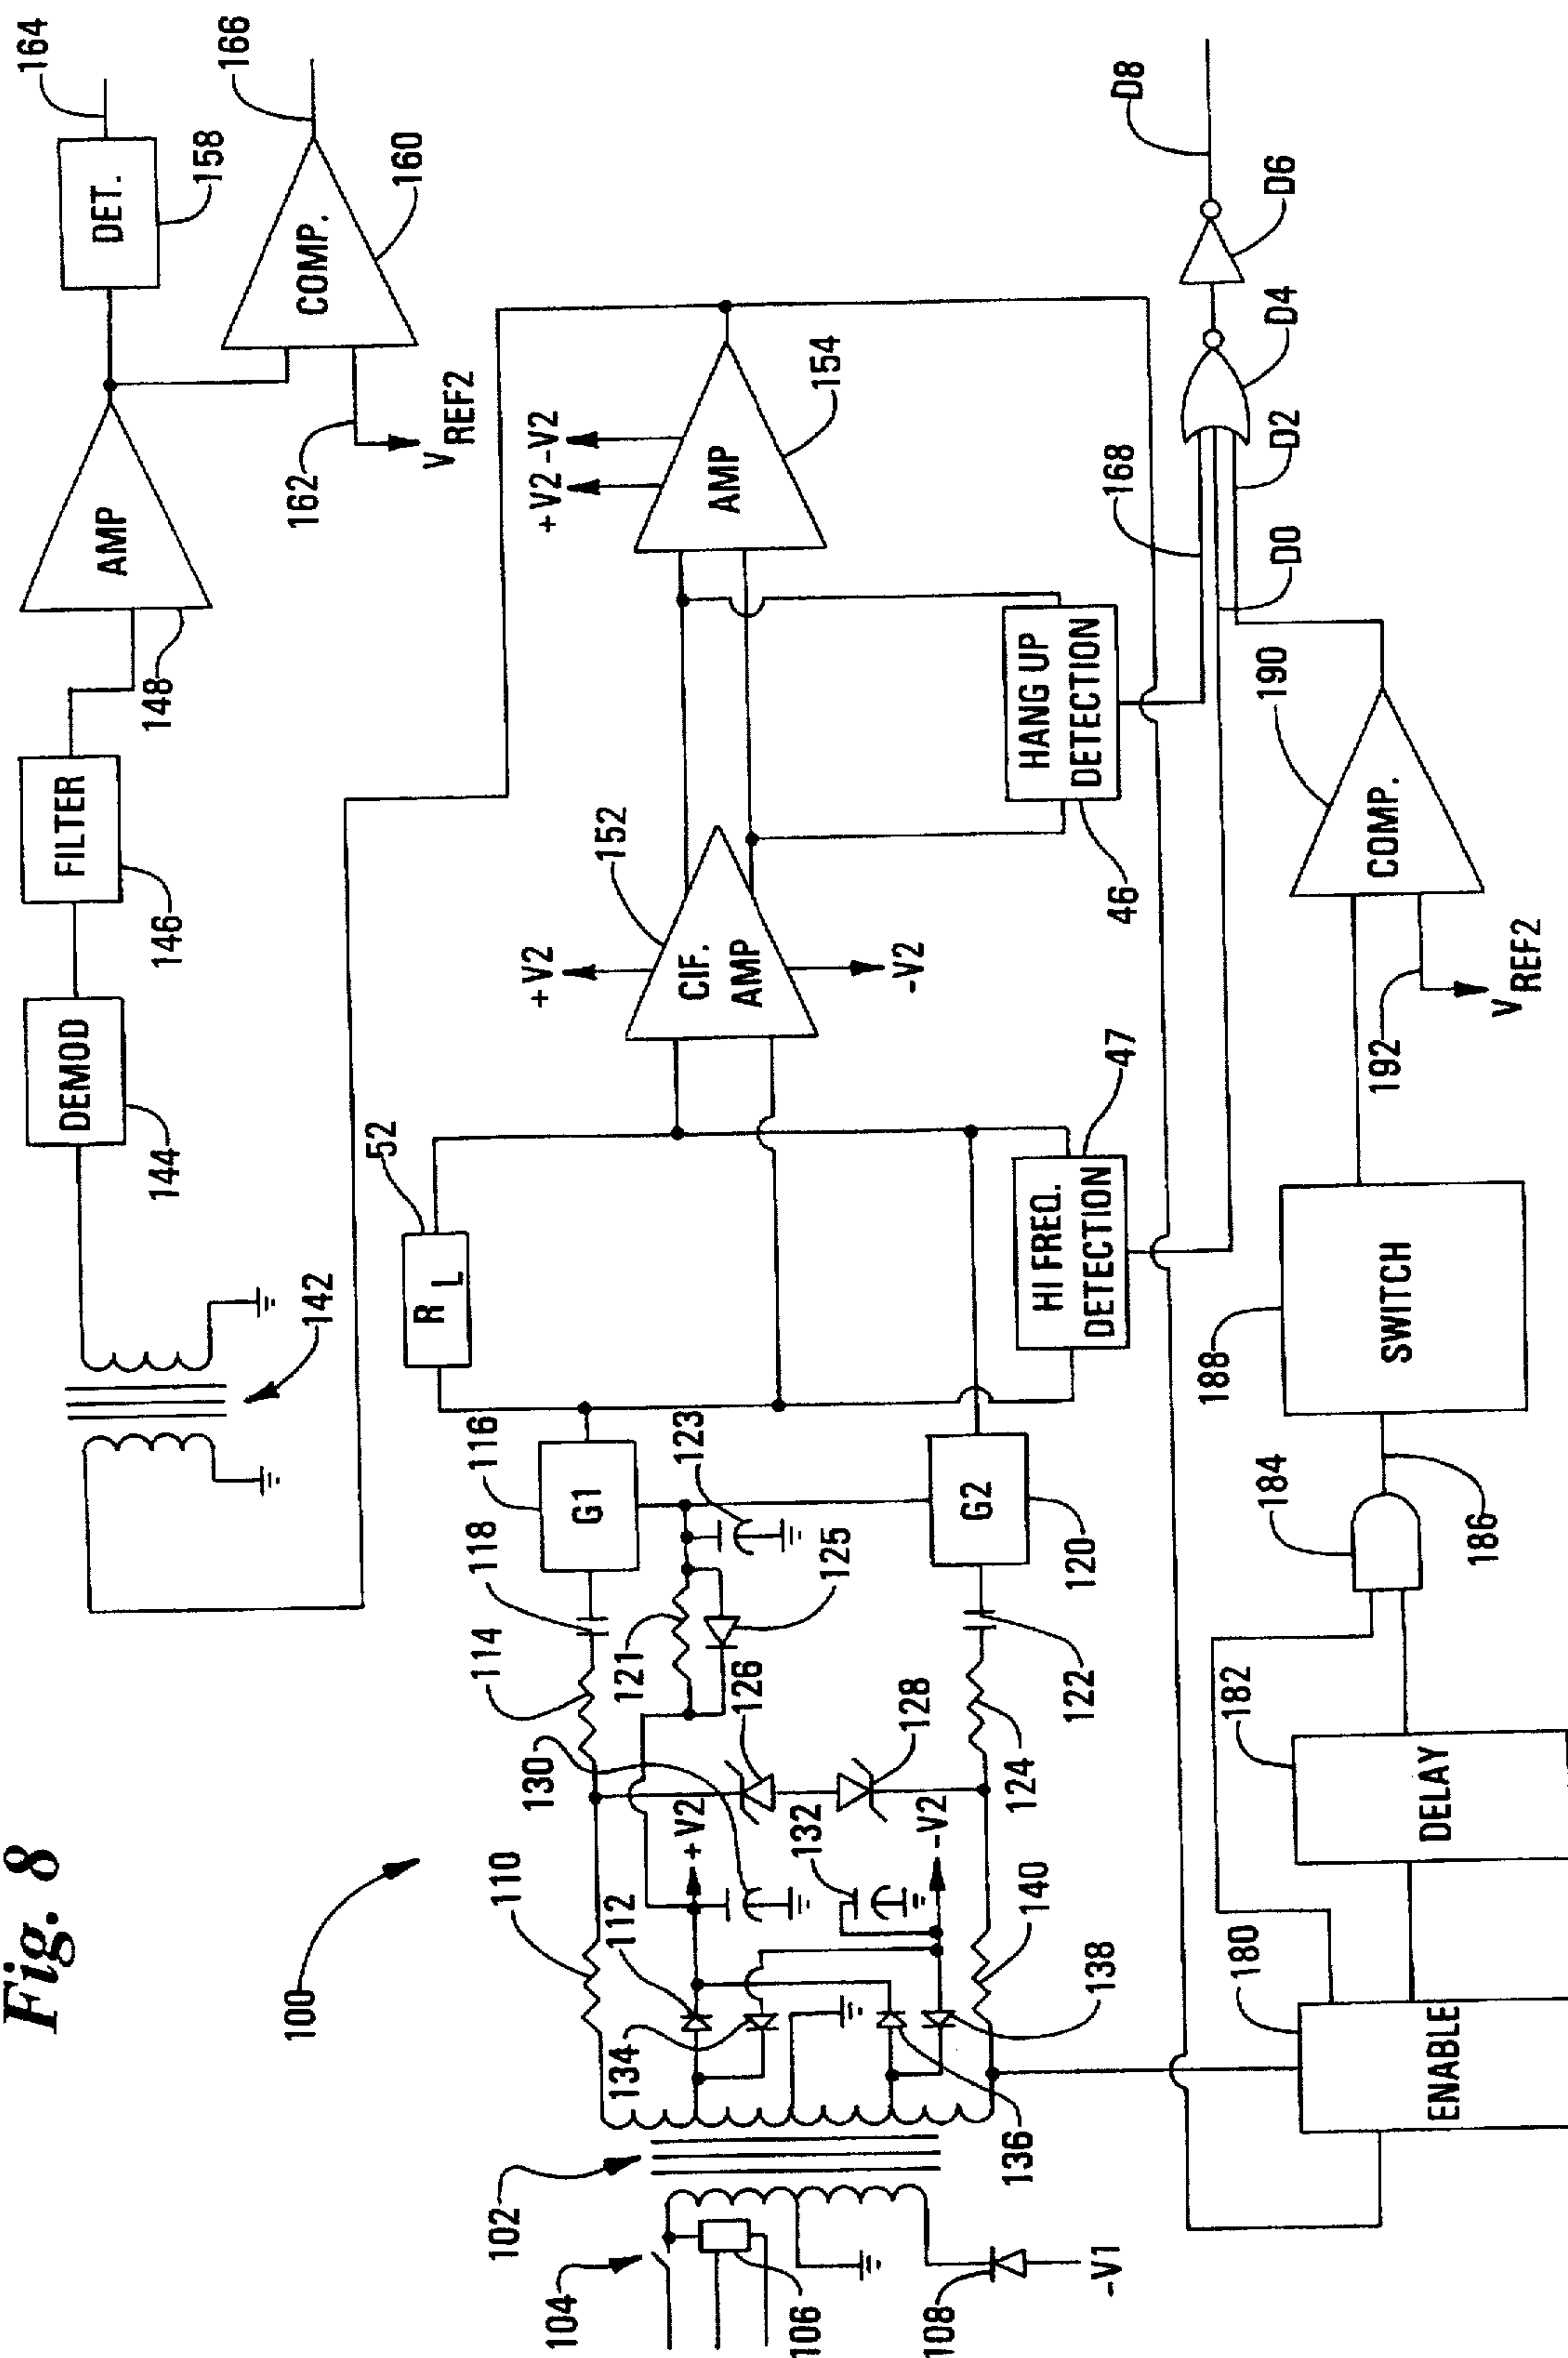 Fig. 8
100
164
DET.
158
166
COMP.
160
162
V REF2
AMP
148
FILTER
146
DEMOD
144
142
52
R L
+V2
CIF. AMP
152
-V2
+V2
-V2
AMP
154
HANG UP
DETECTION
46
HI FREQ.
DETECTION
47
168
D0
D2
D4
D6
D8
102
104
106
108
-V1
110
112
134
136
138
140
130
+V2
132
-V2
126
128
124
122
114
118
121
125
123
116
G1
G2
120
180
ENABLE
182
DELAY
184
186
188
SWITCH
190
COMP.
192
V REF2